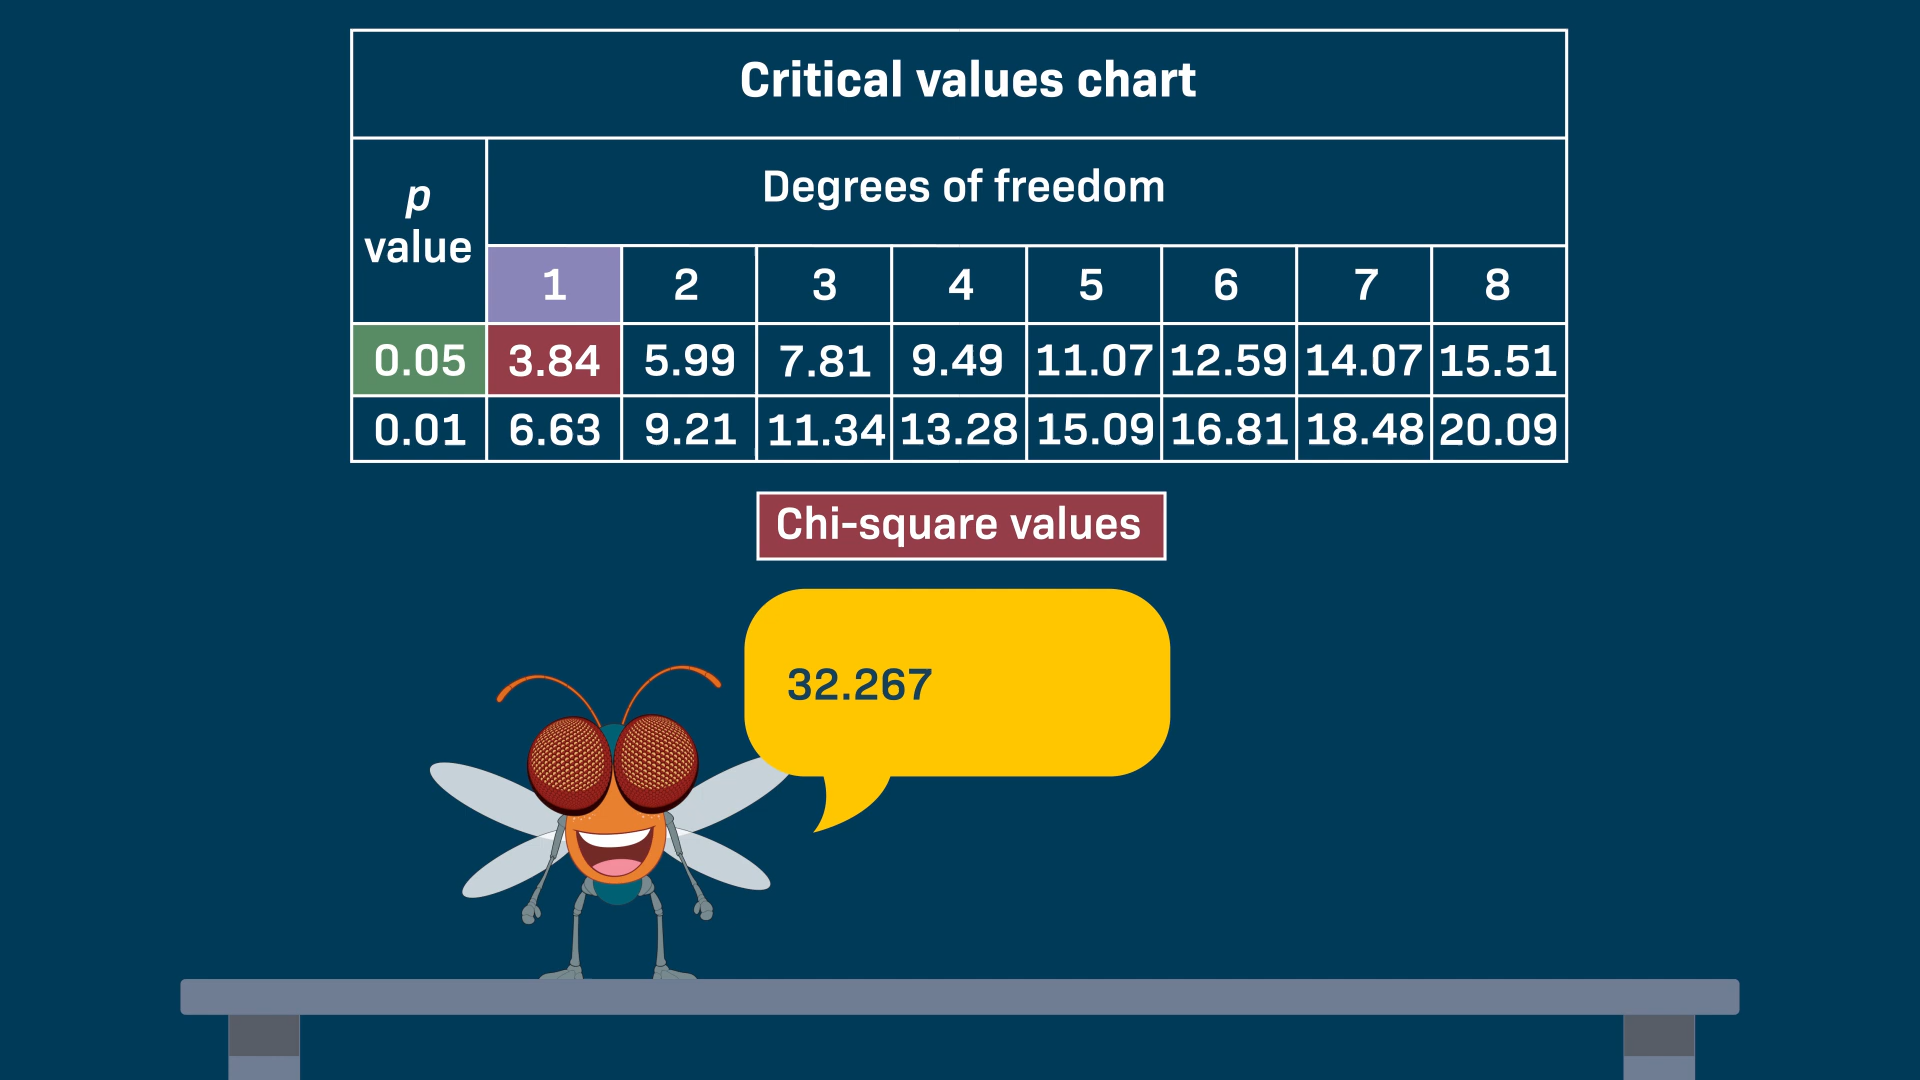 Critical values chart
p
value
Degrees of freedom
1 2 3 4 5 6 7 8
0.05 3.84 5.99 7.81 9.49 11.07 12.59 14.07 15.51
0.01 6.63 9.21 11.34 13.28 15.09 16.81 18.48 20.09
Chi-square values
32.267